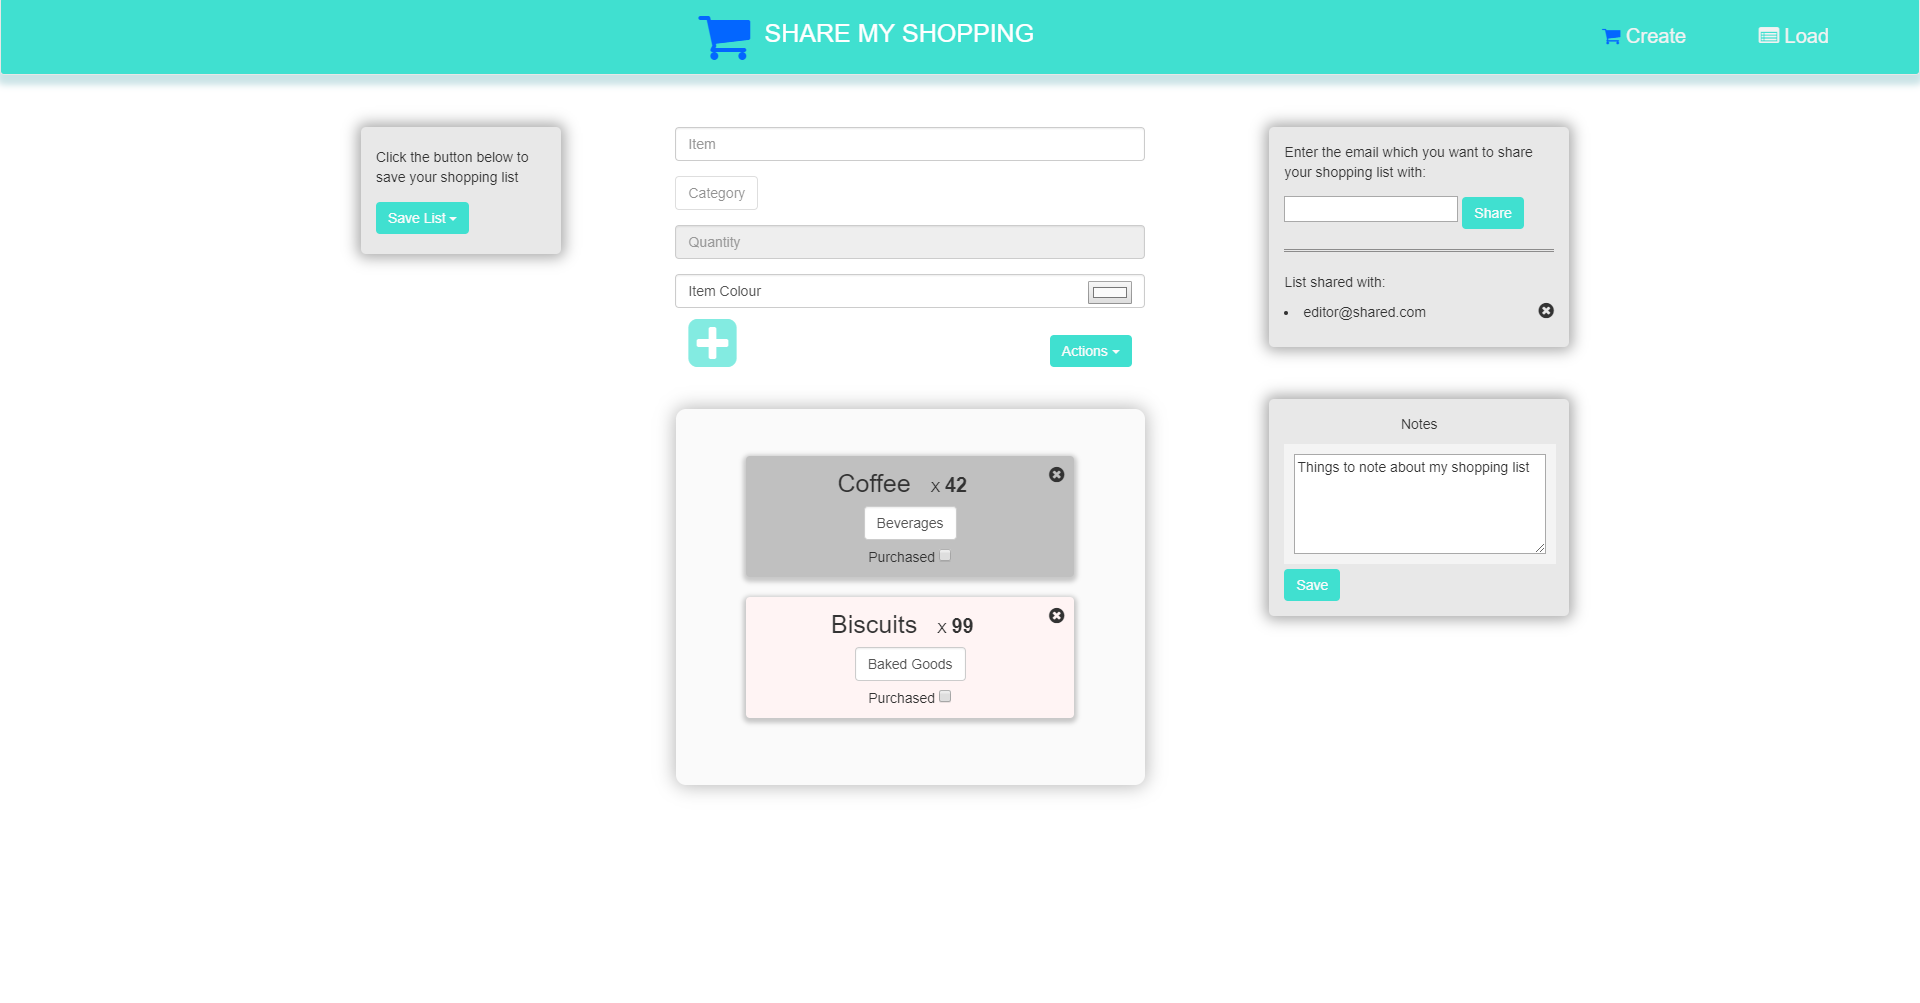 SHARE MY SHOPPING
Create
Load
Click the button below to
save your shopping list
Save List
Item
Category
Quantity
Item Colour
Actions
Coffee x 42
Beverages
Purchased
Biscuits x 99
Baked Goods
Purchased
Enter the email which you want to share
your shopping list with:
Share
List shared with:
editor@shared.com
Notes
Things to note about my shopping list
Save